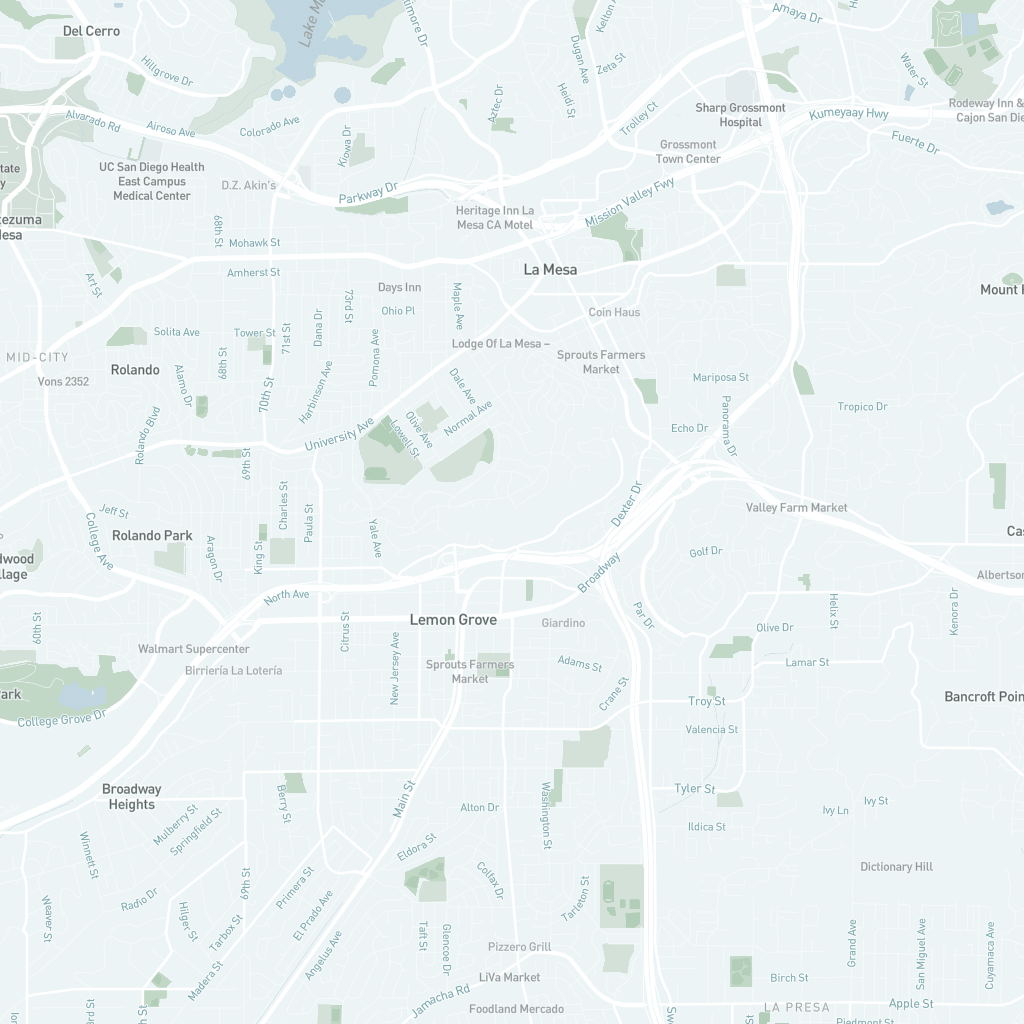 Del Cerro
Lake
Amaya Dr
Kelton
Dugan Ave
Zeta St
Hillgrove Dr
Water St
Heidi St
Aztec Dr
Rodeway Inn &
Cajon San Die
Sharp Grossmont
Hospital
Trolley Ct
Kumeyaay Hwy
Alvarado Rd
Airoso Ave
Colorado Ave
Kiowa Dr
Fuerte Dr
Grossmont
Town Center
UC San Diego Health
East Campus
Medical Center
D.Z. Akin's
Parkway Dr
Mission Valley Fwy
Heritage Inn La
Mesa CA Motel
68th St
Mohawk St
Amherst St
La Mesa
Art St
Days Inn
Mount
73rd St
Maple Ave
Ohio Pl
Coin Haus
Dana Dr
Solita Ave
Tower St
71st St
Pomona Ave
Lodge Of La Mesa –
Sprouts Farmers
Market
MID-CITY
68th St
Rolando
Vons 2352
Alamo Dr
70th St
Harbinson Ave
Dale Ave
Mariposa St
Panorama Dr
Tropico Dr
Normal Ave
Olive Ave
Lowell St
Echo Dr
Rolando Blvd
University Ave
69th St
Charles St
Paula St
Dexter Dr
Valley Farm Market
Jeff St
College Ave
Rolando Park
Yale Ave
Aragon Dr
King St
Golf Dr
Broadway
Albertson
North Ave
Par Dr
Helix St
Kenora Dr
60th St
Citrus St
Lemon Grove
Giardino
Olive Dr
Walmart Supercenter
Birriería La Lotería
New Jersey Ave
Sprouts Farmers
Market
Adams St
Lamar St
Crane St
Troy St
Bancroft Poin
College Grove Dr
Valencia St
Broadway
Heights
Berry St
Main St
Tyler St
Washington St
Mulberry St
Springfield St
Alton Dr
Ivy St
Ivy Ln
Ildica St
Winnett St
Eldora St
Dictionary Hill
Primera St
69th St
Colfax Dr
Tarleton St
Radio Dr
Weaver St
Hilger St
Tarbox St
El Prado Ave
Angelus Ave
Taft St
Glencoe Dr
Grand Ave
San Miguel Ave
Cuyamaca Ave
Pizzero Grill
Madera St
LiVa Market
Birch St
Jamacha Rd
Foodland Mercado
LA PRESA
Apple St
Piedmont St